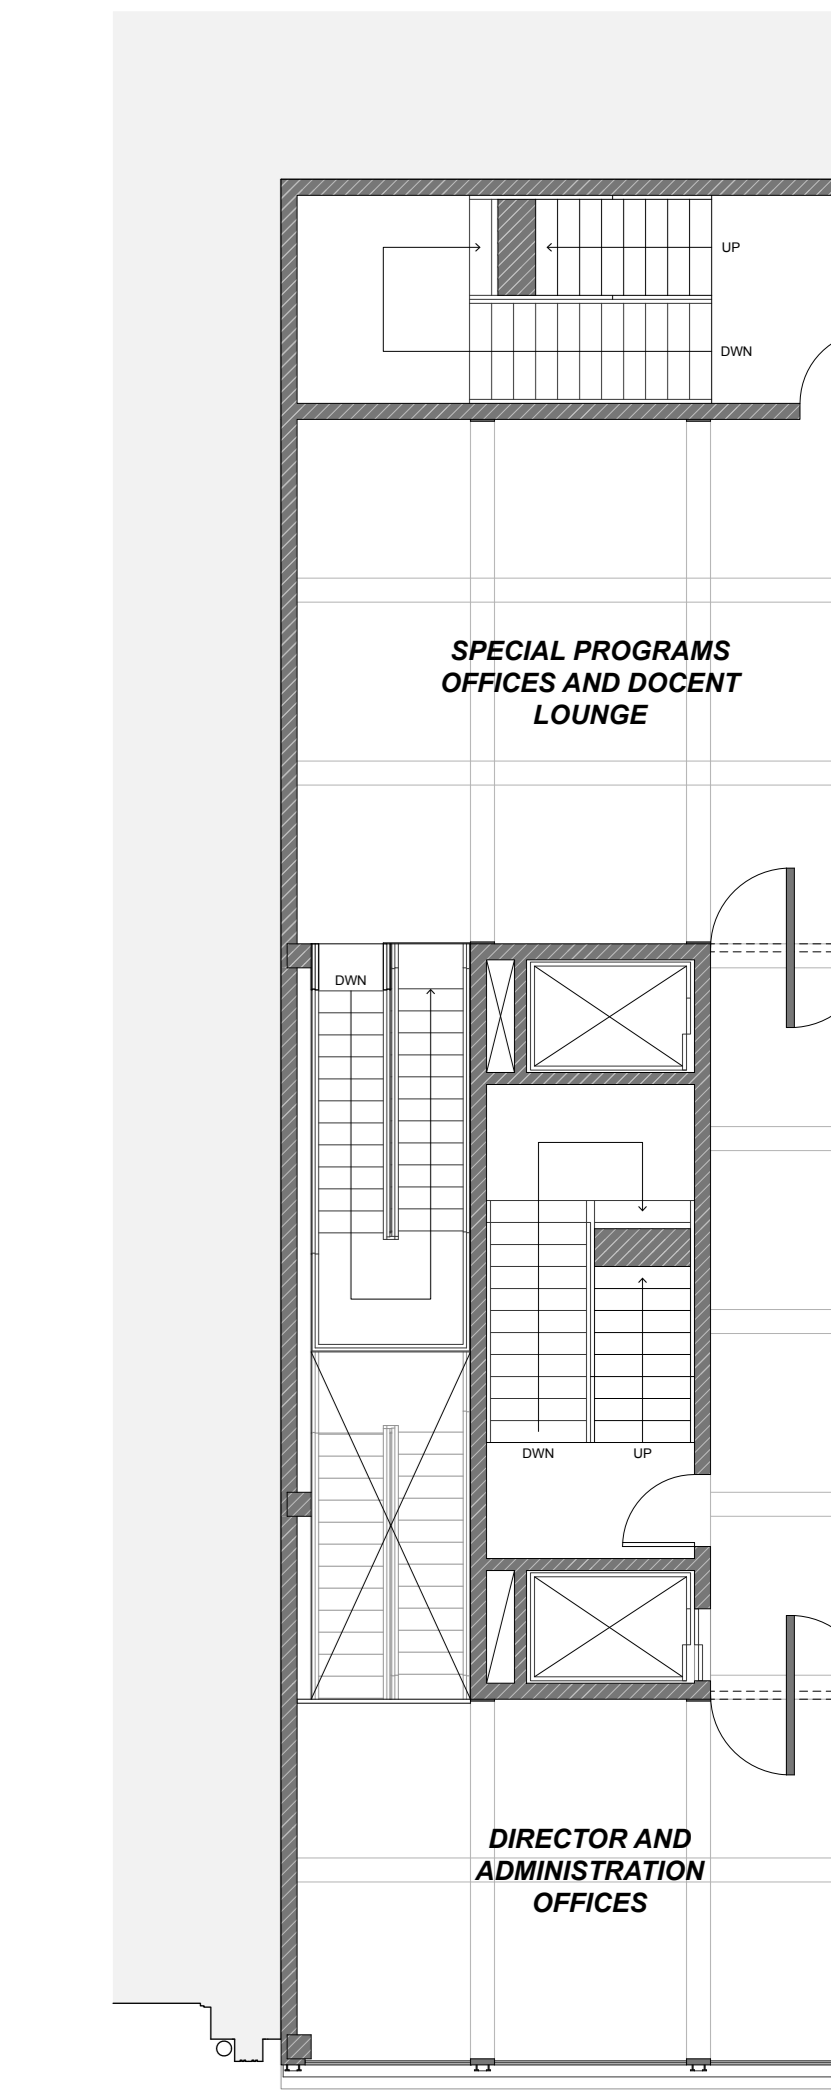 UP
DWN
SPECIAL PROGRAMS
OFFICES AND DOCENT
LOUNGE
DWN
DWN
UP
DIRECTOR AND
ADMINISTRATION
OFFICES